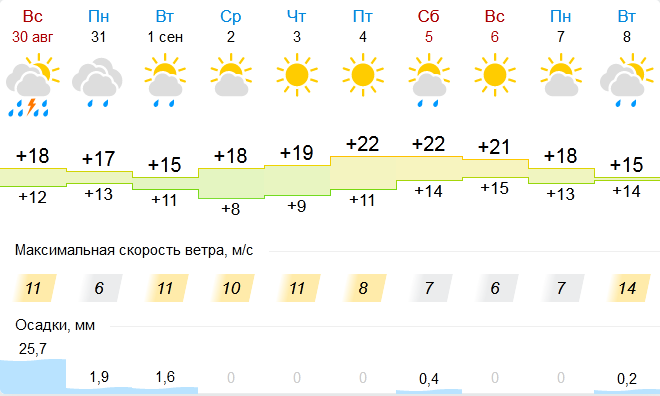 Вс Пн Вт Ср Чт Пт Сб Вс Пн Вт
30 авг 31 1 сен 2 3 4 5 6 7 8
+18 +17 +15 +18 +19 +22 +22 +21 +18 +15
+12 +13 +11 +8 +9 +11 +14 +15 +13 +14
Максимальная скорость ветра, м/с
11 6 11 10 11 8 7 6 7 14
Осадки, мм
25,7 1,9 1,6 0 0 0 0,4 0 0 0,2